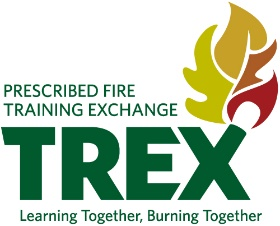 PRESCRIBED FIRE
TRAINING EXCHANGE
TREX
Learning Together, Burning Together